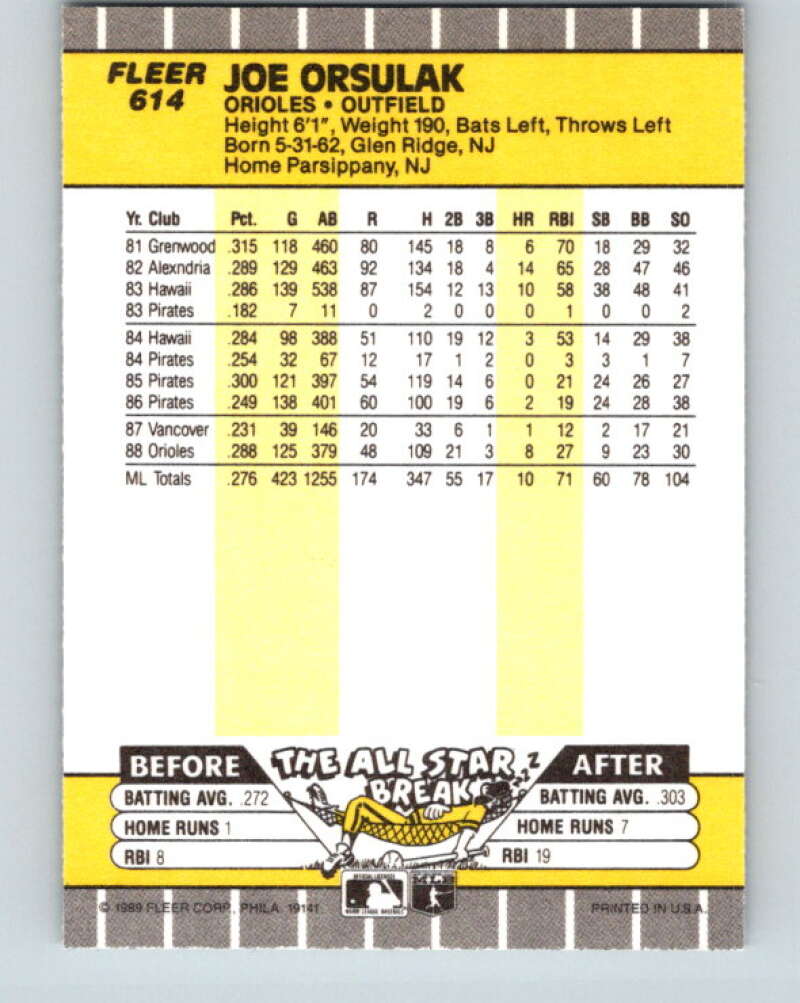 FLEER
614
JOE ORSULAK
ORIOLES • OUTFIELD
Height 6'1", Weight 190, Bats Left, Throws Left
Born 5-31-62, Glen Ridge, NJ
Home Parsippany, NJ
Yr. Club Pct. G AB R H 2B 3B HR RBI SB BB SO
81 Grenwood .315 118 460 80 145 18 8 6 70 18 29 32
82 Alexndria .289 129 463 92 134 18 4 14 65 28 47 46
83 Hawaii .286 139 538 87 154 12 13 10 58 38 48 41
83 Pirates .182 7 11 0 2 0 0 0 1 0 0 2
84 Hawaii .284 98 388 51 110 19 12 3 53 14 29 38
84 Pirates .254 32 67 12 17 1 2 0 3 3 1 7
85 Pirates .300 121 397 54 119 14 6 0 21 24 26 27
86 Pirates .249 138 401 60 100 19 6 2 19 24 28 38
87 Vancover .231 39 146 20 33 6 1 1 12 2 17 21
88 Orioles .288 125 379 48 109 21 3 8 27 9 23 30
ML Totals .276 423 1255 174 347 55 17 10 71 60 78 104
BEFORE THE ALL STAR BREAK AFTER
BATTING AVG. .272 BATTING AVG. .303
HOME RUNS 1 HOME RUNS 7
RBI 8 RBI 19
ZZZ
OFFICIAL LICENSEE
MAJOR LEAGUE BASEBALL
© 1989 FLEER CORP., PHILA. 19141 PRINTED IN U.S.A.